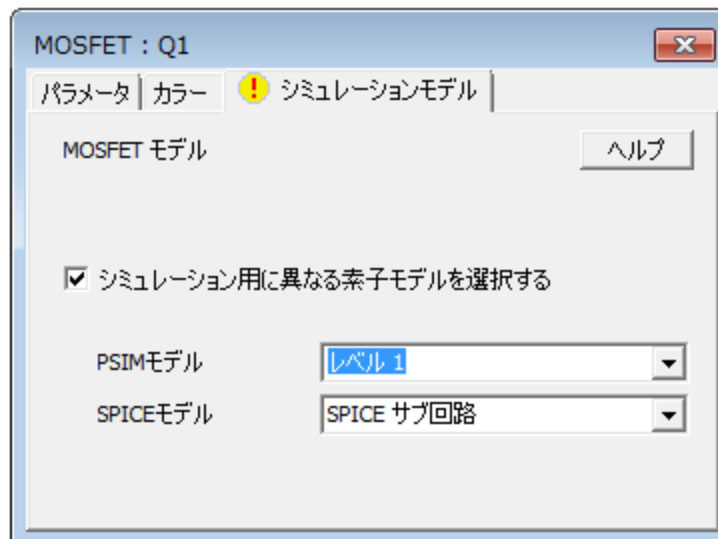 MOSFET : Q1
パラメータ カラー ! シミュレーションモデル
MOSFET モデル ヘルプ
シミュレーション用に異なる素子モデルを選択する
PSIMモデル レベル 1
SPICEモデル SPICE サブ回路